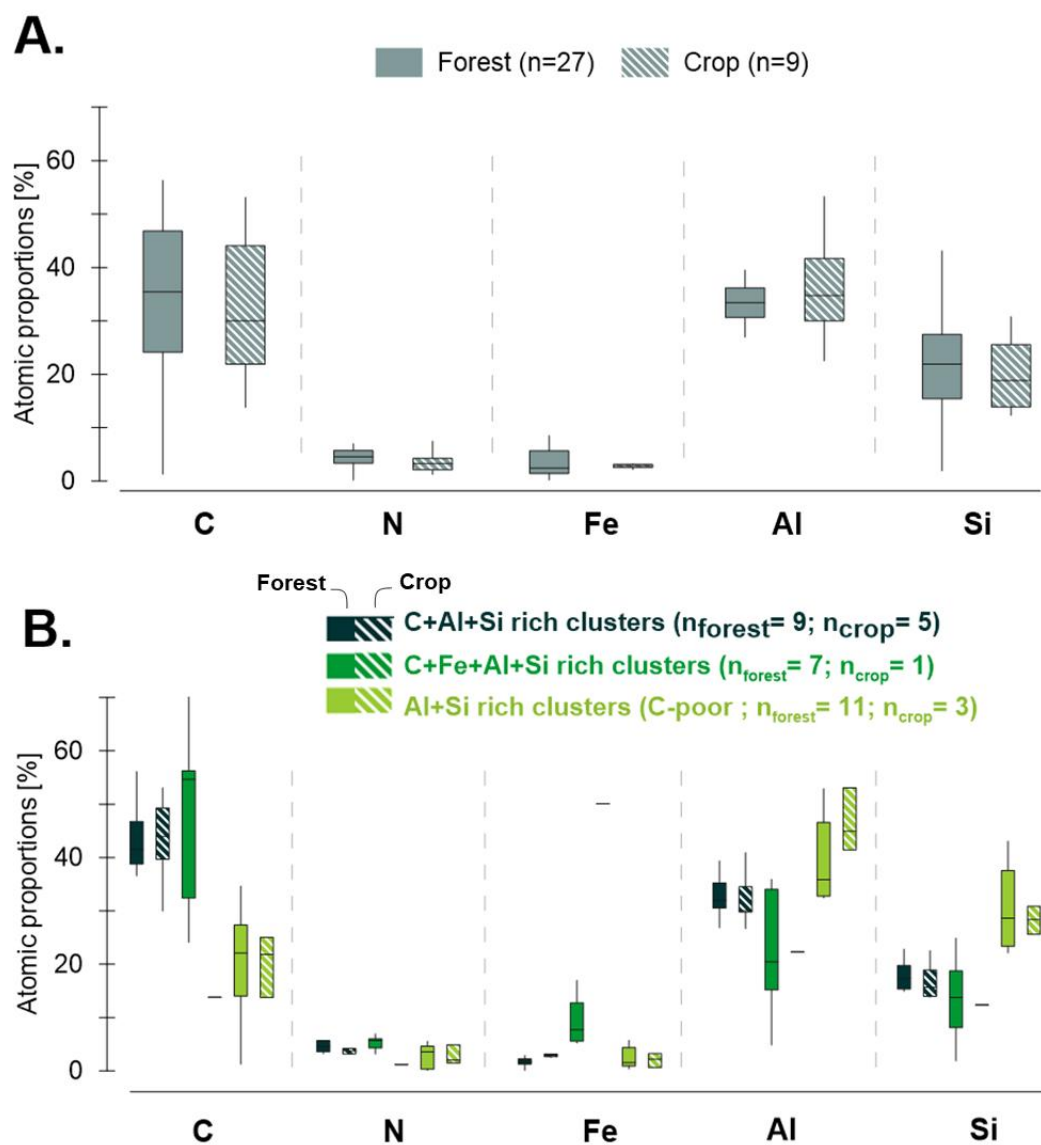 A.
Forest (n=27) Crop (n=9)
Atomic proportions [%]
60
40
20
0
C N Fe Al Si
Forest Crop
B.
C+Al+Si rich clusters (nforest= 9; ncrop= 5)
C+Fe+Al+Si rich clusters (nforest= 7; ncrop= 1)
Al+Si rich clusters (C-poor ; nforest= 11; ncrop= 3)
Atomic proportions [%]
60
40
20
0
C N Fe Al Si